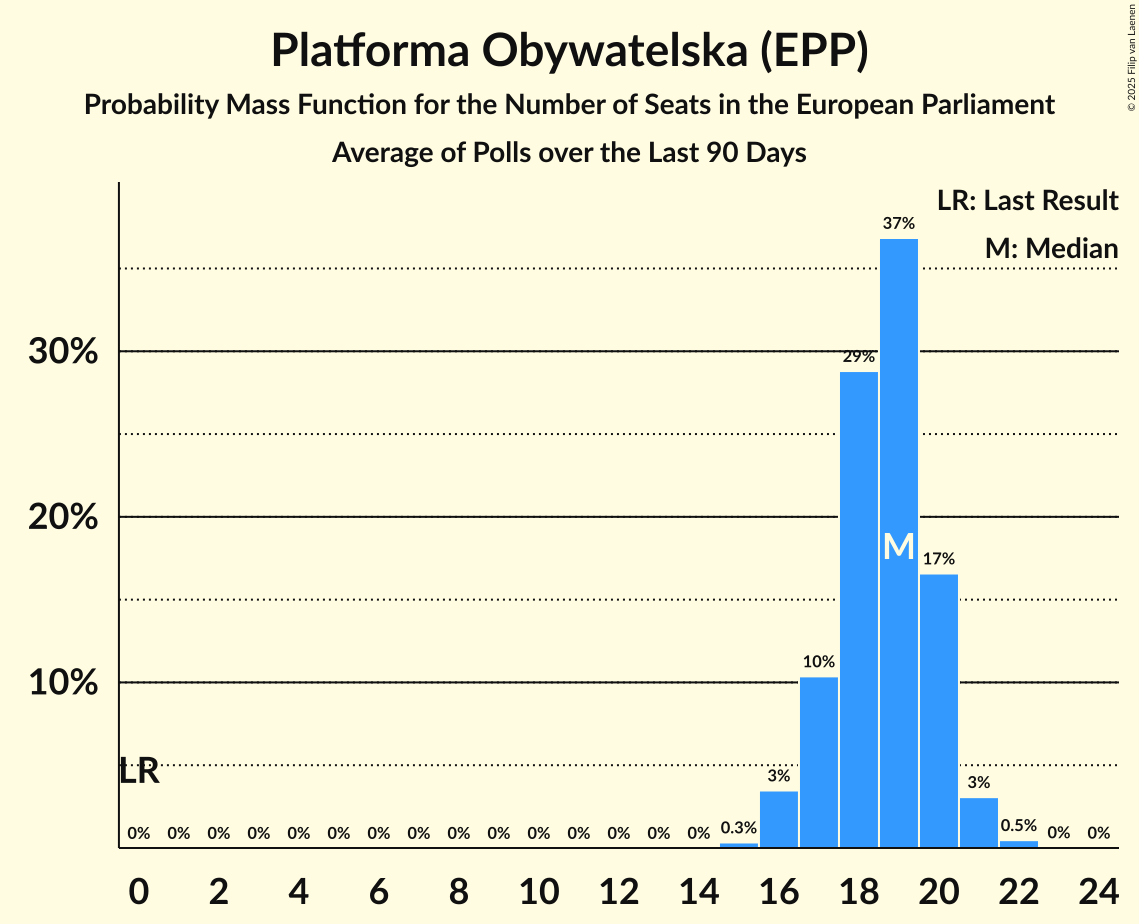 Platforma Obywatelska (EPP)
Probability Mass Function for the Number of Seats in the European Parliament
Average of Polls over the Last 90 Days
© 2025 Filip van Laenen
LR: Last Result
M: Median
37%
30%
29%
20%
M
17%
10%
10%
LR
3%
3%
0% 0% 0% 0% 0% 0% 0% 0% 0% 0% 0% 0% 0% 0% 0% 0.3% 0.5% 0% 0%
0 2 4 6 8 10 12 14 16 18 20 22 24